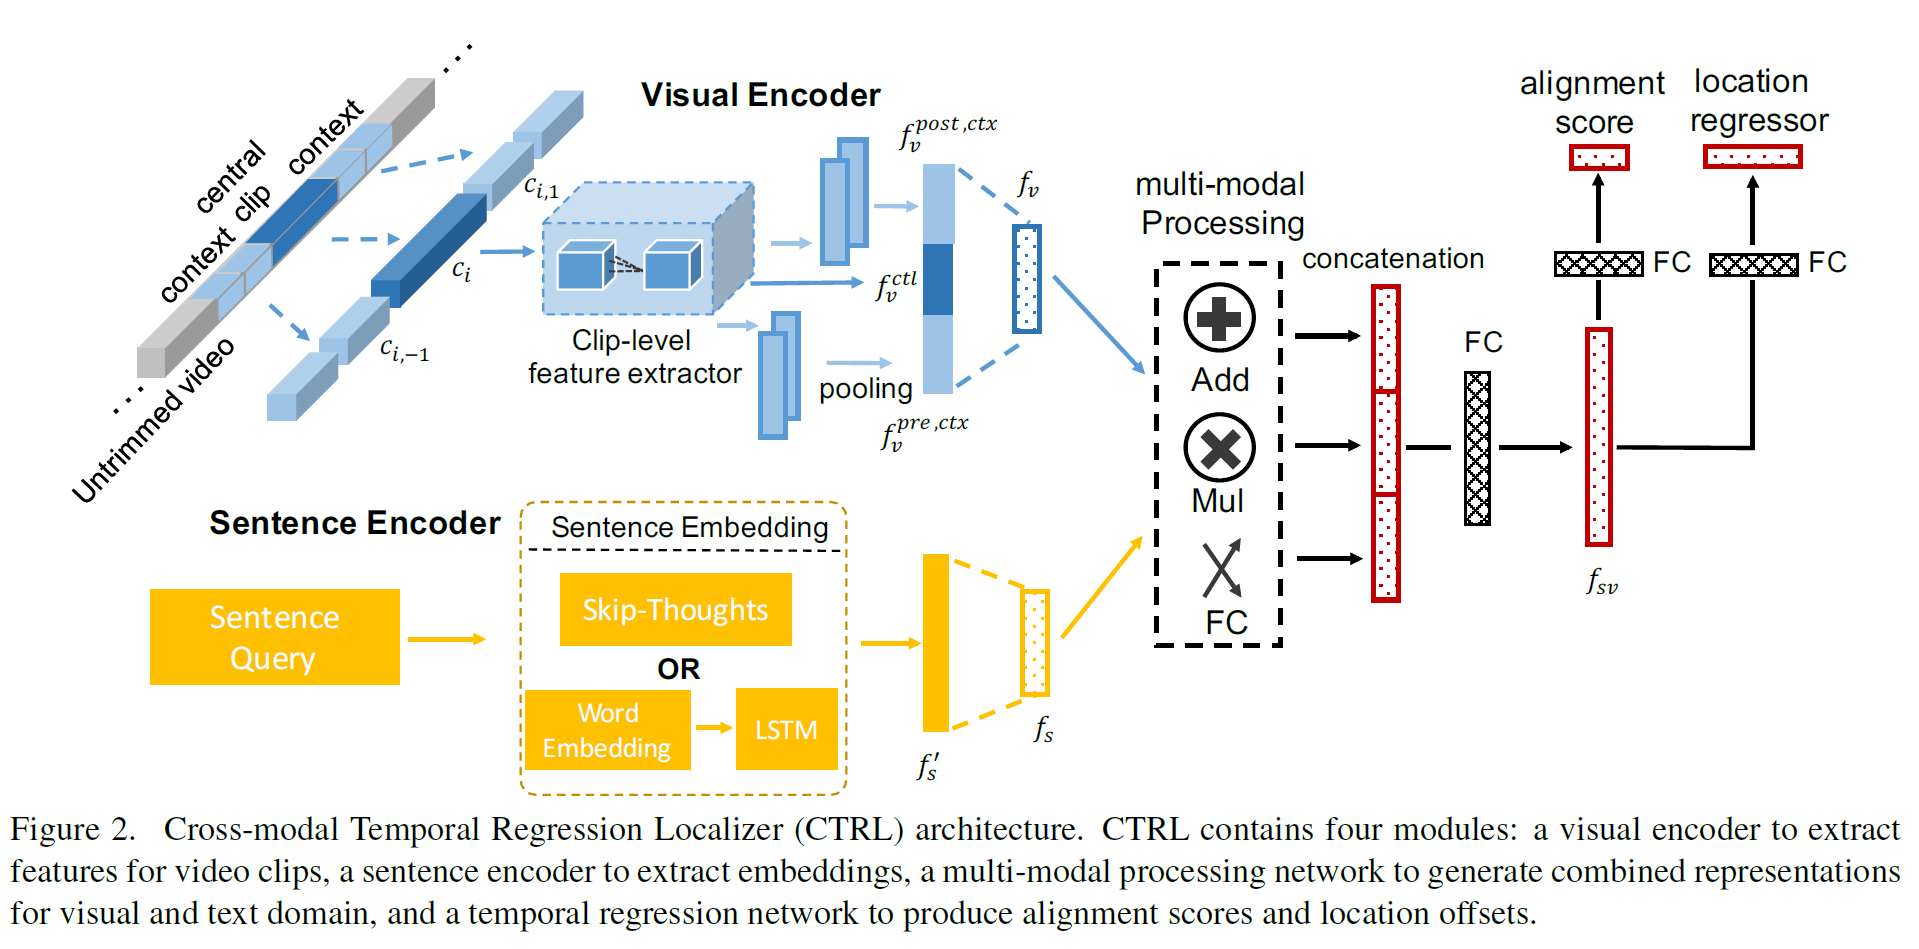 Visual Encoder
Untrimmed video
context
central
clip
context
c_{i,1}
c_i
c_{i,-1}
Clip-level
feature extractor
pooling
f_v^{post,ctx}
f_v^{ctl}
f_v^{pre,ctx}
f_v
Sentence Encoder
Sentence
Query
Sentence Embedding
Skip-Thoughts
OR
Word
Embedding
LSTM
f_s'
f_s
multi-modal
Processing
Add
Mul
FC
concatenation
FC
f_{sv}
FC
FC
alignment
score
location
regressor
Figure 2. Cross-modal Temporal Regression Localizer (CTRL) architecture. CTRL contains four modules: a visual encoder to extract
features for video clips, a sentence encoder to extract embeddings, a multi-modal processing network to generate combined representations
for visual and text domain, and a temporal regression network to produce alignment scores and location offsets.